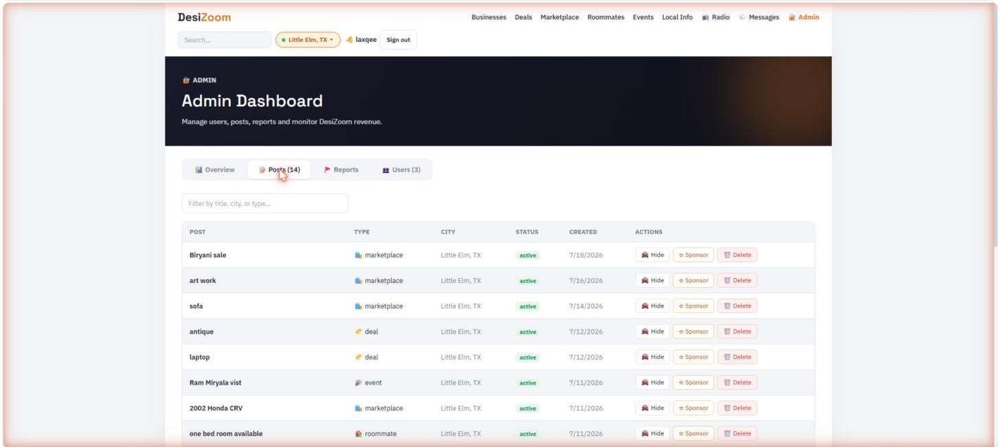 DesiZoom
Businesses Deals Marketplace Roommates Events Local Info Radio Messages Admin
Search... Little Elm, TX laxqee Sign out
ADMIN
Admin Dashboard
Manage users, posts, reports and monitor DesiZoom revenue.
Overview Posts (14) Reports Users (3)
Filter by title, city, or type...
POST TYPE CITY STATUS CREATED ACTIONS
Biryani sale marketplace Little Elm, TX active 7/18/2026 Hide Sponsor Delete
art work marketplace Little Elm, TX active 7/16/2026 Hide Sponsor Delete
sofa marketplace Little Elm, TX active 7/14/2026 Hide Sponsor Delete
antique deal Little Elm, TX active 7/12/2026 Hide Sponsor Delete
laptop deal Little Elm, TX active 7/12/2026 Hide Sponsor Delete
Ram Miryala vist event Little Elm, TX active 7/11/2026 Hide Sponsor Delete
2002 Honda CRV marketplace Little Elm, TX active 7/11/2026 Hide Sponsor Delete
one bed room available roommate Little Elm, TX active 7/11/2026 Hide Sponsor Delete